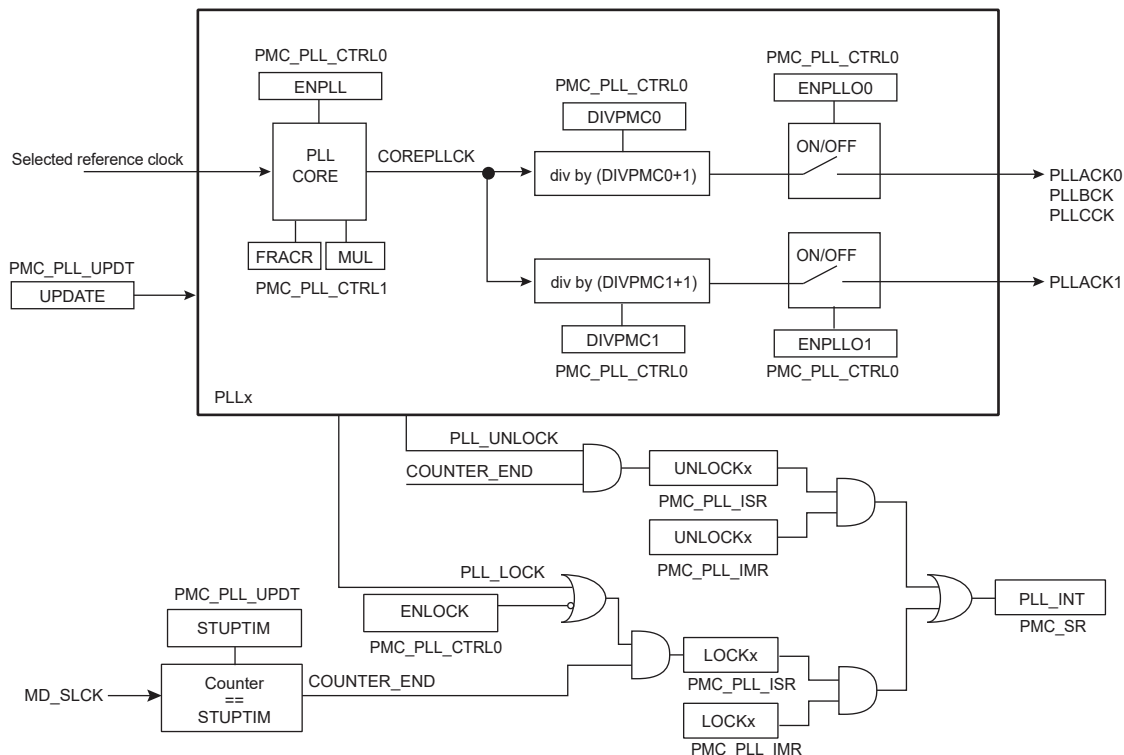 PMC_PLL_CTRL0
ENPLL
PMC_PLL_CTRL0
DIVPMC0
PMC_PLL_CTRL0
ENPLLO0
Selected reference clock
PLL
CORE
COREPLLCK
div by (DIVPMC0+1)
ON/OFF
PLLACK0
PLLBCK
PLLCCK
FRACR
MUL
PMC_PLL_CTRL1
PMC_PLL_UPDT
UPDATE
div by (DIVPMC1+1)
ON/OFF
PLLACK1
DIVPMC1
PMC_PLL_CTRL0
ENPLLO1
PMC_PLL_CTRL0
PLLx
PLL_UNLOCK
COUNTER_END
UNLOCKx
PMC_PLL_ISR
UNLOCKx
PMC_PLL_IMR
PLL_LOCK
ENLOCK
PMC_PLL_CTRL0
PLL_INT
PMC_SR
PMC_PLL_UPDT
STUPTIM
MD_SLCK
Counter
==
STUPTIM
COUNTER_END
LOCKx
PMC_PLL_ISR
LOCKx
PMC_PLL_IMR